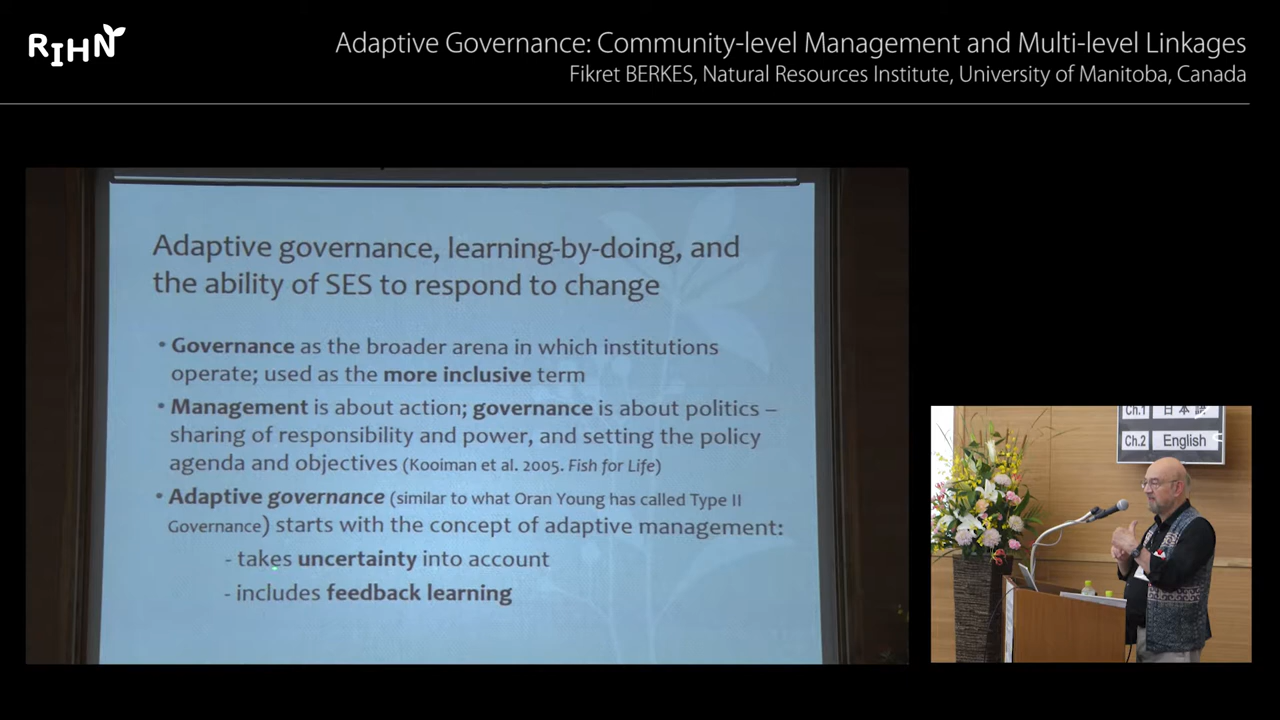 RIHN
Adaptive Governance: Community-level Management and Multi-level Linkages
Fikret BERKES, Natural Resources Institute, University of Manitoba, Canada
Adaptive governance, learning-by-doing, and
the ability of SES to respond to change
• Governance as the broader arena in which institutions
operate; used as the more inclusive term
• Management is about action; governance is about politics –
sharing of responsibility and power, and setting the policy
agenda and objectives (Kooiman et al. 2005. Fish for Life)
• Adaptive governance (similar to what Oran Young has called Type II
Governance) starts with the concept of adaptive management:
- takes uncertainty into account
- includes feedback learning
Ch.1 日本語
Ch.2 English